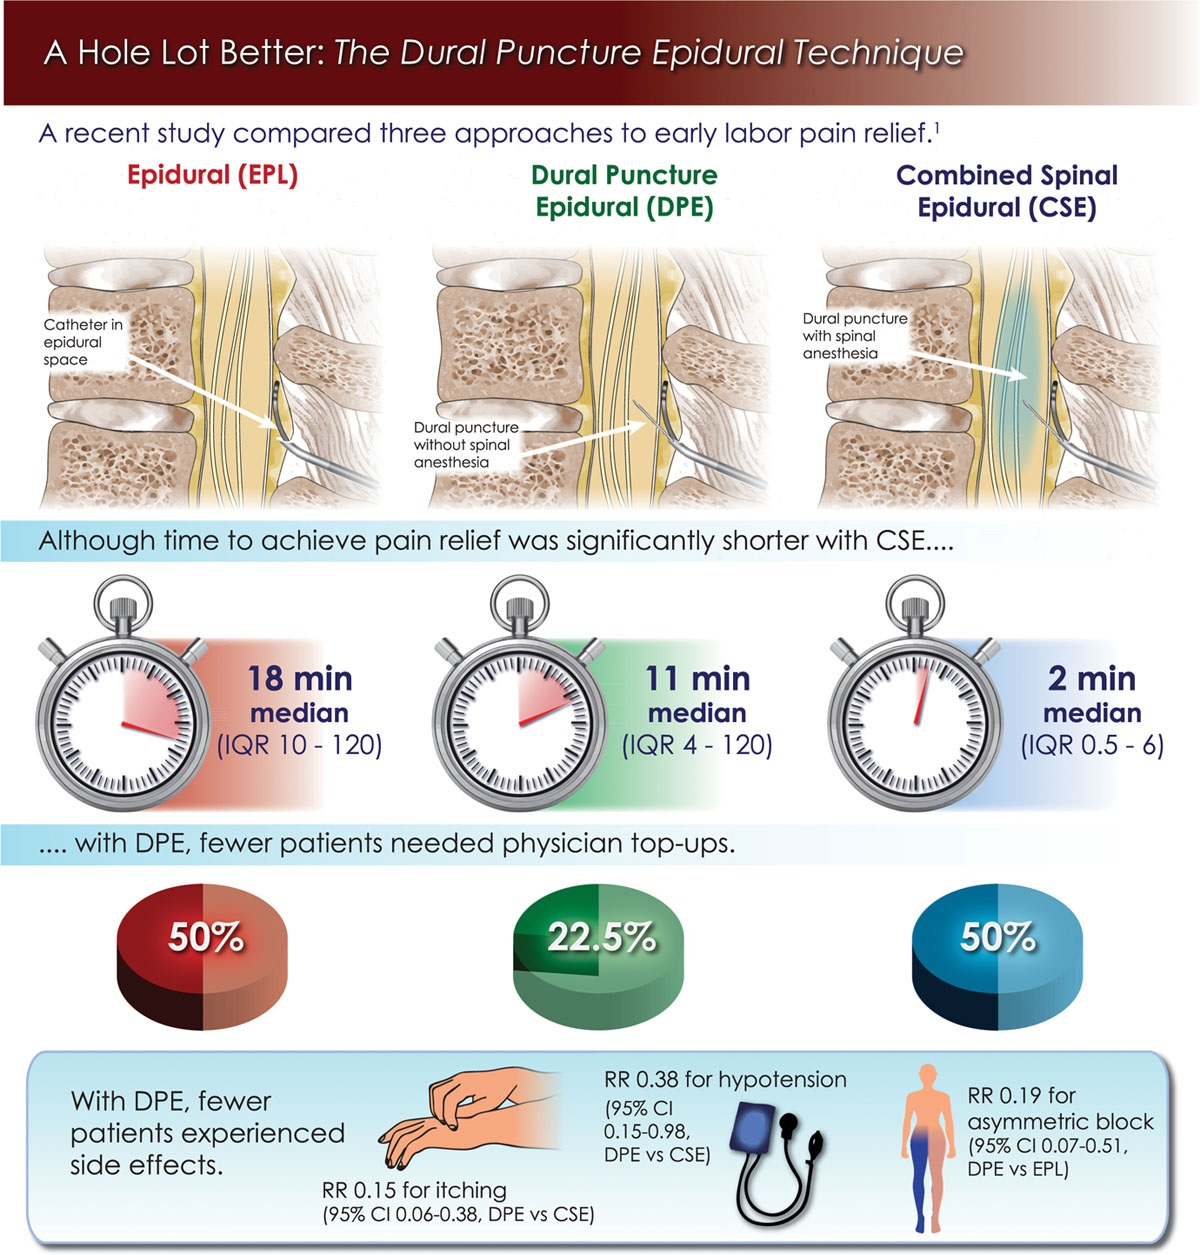 A Hole Lot Better: The Dural Puncture Epidural Technique
A recent study compared three approaches to early labor pain relief.¹
Epidural (EPL)
Dural Puncture
Epidural (DPE)
Combined Spinal
Epidural (CSE)
Catheter in
epidural
space
Dural puncture
without spinal
anesthesia
Dural puncture
with spinal
anesthesia
Although time to achieve pain relief was significantly shorter with CSE....
18 min
median
(IQR 10 - 120)
11 min
median
(IQR 4 - 120)
2 min
median
(IQR 0.5 - 6)
.... with DPE, fewer patients needed physician top-ups.
50%
22.5%
50%
With DPE, fewer
patients experienced
side effects.
RR 0.15 for itching
(95% CI 0.06-0.38, DPE vs CSE)
RR 0.38 for hypotension
(95% CI
0.15-0.98,
DPE vs CSE)
RR 0.19 for
asymmetric block
(95% CI 0.07-0.51,
DPE vs EPL)